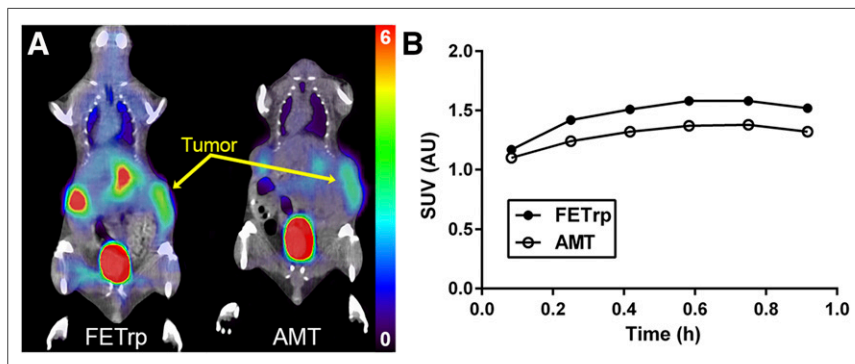 A
6
Tumor
FETrp
AMT
0
B
2.0
1.5
1.0
0.5
0.0
SUV (AU)
FETrp
AMT
0.0 0.2 0.4 0.6 0.8 1.0
Time (h)